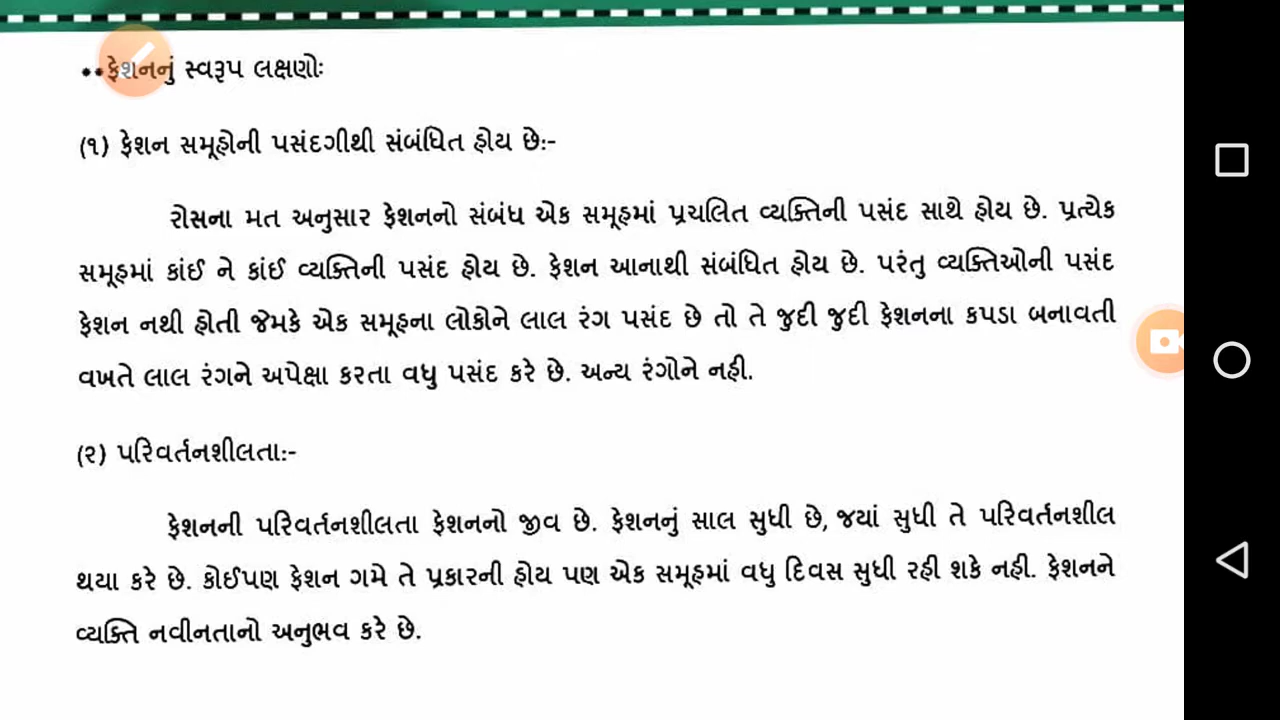 **ફેશનનું સ્વરૂપ લક્ષણોઃ
(૧) ફેશન સમૂહોની પસંદગીથી સંબંધિત હોય છેઃ-
રોસના મત અનુસાર ફેશનનો સંબંધ એક સમૂહમાં પ્રચલિત વ્યક્તિની પસંદ સાથે હોય છે. પ્રત્યેક
સમૂહમાં કાંઈ ને કાંઈ વ્યક્તિની પસંદ હોય છે. ફેશન આનાથી સંબંધિત હોય છે. પરંતુ વ્યક્તિઓની પસંદ
ફેશન નથી હોતી જેમકે એક સમૂહના લોકોને લાલ રંગ પસંદ છે તો તે જુદી જુદી ફેશનના કપડા બનાવતી
વખતે લાલ રંગને અપેક્ષા કરતા વધુ પસંદ કરે છે. અન્ય રંગોને નહી.
(૨) પરિવર્તનશીલતાઃ-
ફેશનની પરિવર્તનશીલતા ફેશનનો જીવ છે. ફેશનનું સાલ સુધી છે, જયાં સુધી તે પરિવર્તનશીલ
થયા કરે છે. કોઈપણ ફેશન ગમે તે પ્રકારની હોય પણ એક સમૂહમાં વધુ દિવસ સુધી રહી શકે નહી. ફેશનને
વ્યક્તિ નવીનતાનો અનુભવ કરે છે.